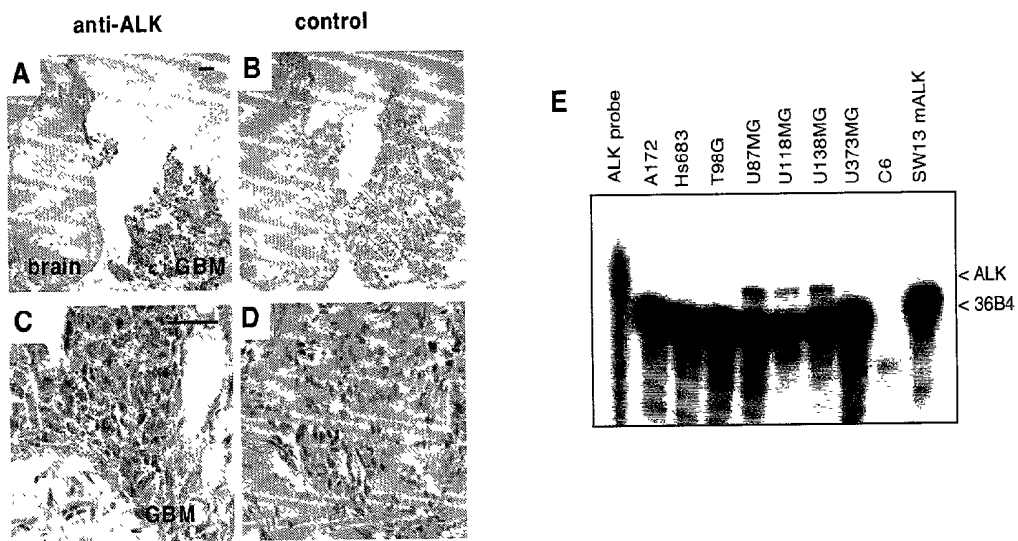 anti-ALK
control
A
B
brain
GBM
C
D
GBM
E
ALK probe
A172
Hs683
T98G
U87MG
U118MG
U138MG
U373MG
C6
SW13 mALK
< ALK
< 36B4